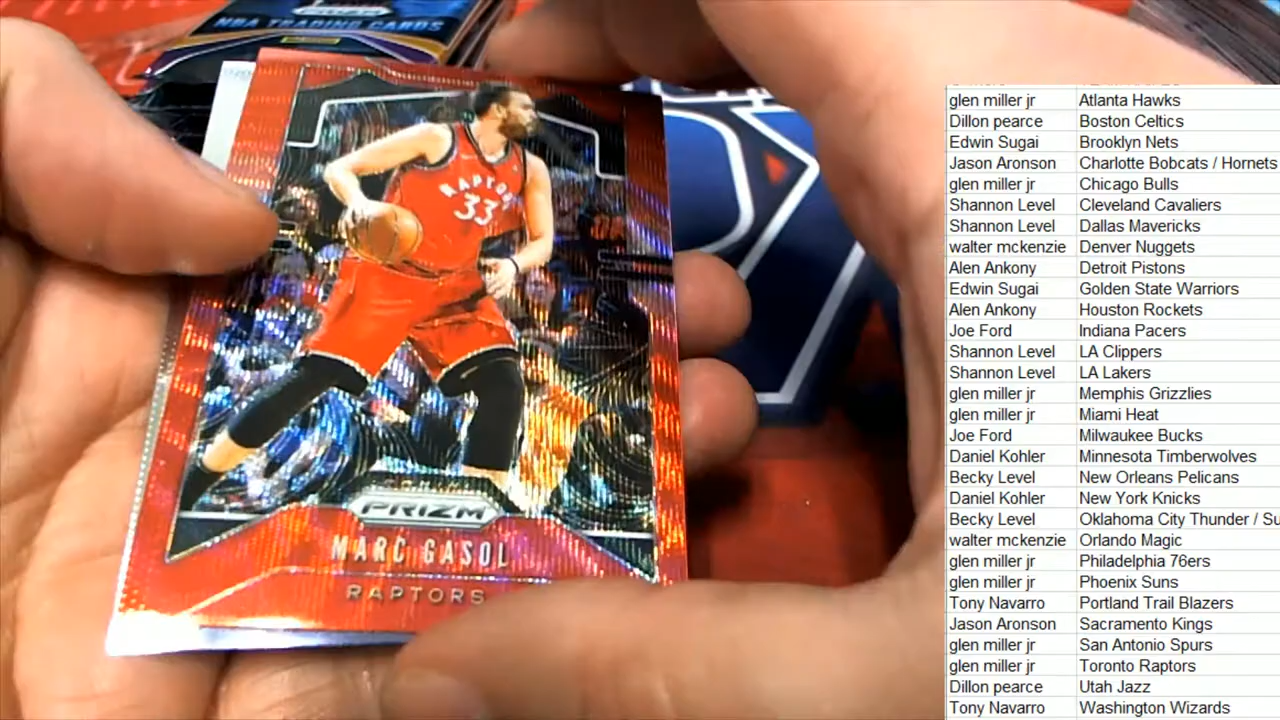 PRIZM
NBA TRADING CARDS
RAPTORS
33
PRIZM
MARC GASOL
RAPTORS
glen miller jr Atlanta Hawks
Dillon pearce Boston Celtics
Edwin Sugai Brooklyn Nets
Jason Aronson Charlotte Bobcats / Hornets
glen miller jr Chicago Bulls
Shannon Level Cleveland Cavaliers
Shannon Level Dallas Mavericks
walter mckenzie Denver Nuggets
Alen Ankony Detroit Pistons
Edwin Sugai Golden State Warriors
Alen Ankony Houston Rockets
Joe Ford Indiana Pacers
Shannon Level LA Clippers
Shannon Level LA Lakers
glen miller jr Memphis Grizzlies
glen miller jr Miami Heat
Joe Ford Milwaukee Bucks
Daniel Kohler Minnesota Timberwolves
Becky Level New Orleans Pelicans
Daniel Kohler New York Knicks
Becky Level Oklahoma City Thunder / Su
walter mckenzie Orlando Magic
glen miller jr Philadelphia 76ers
glen miller jr Phoenix Suns
Tony Navarro Portland Trail Blazers
Jason Aronson Sacramento Kings
glen miller jr San Antonio Spurs
glen miller jr Toronto Raptors
Dillon pearce Utah Jazz
Tony Navarro Washington Wizards